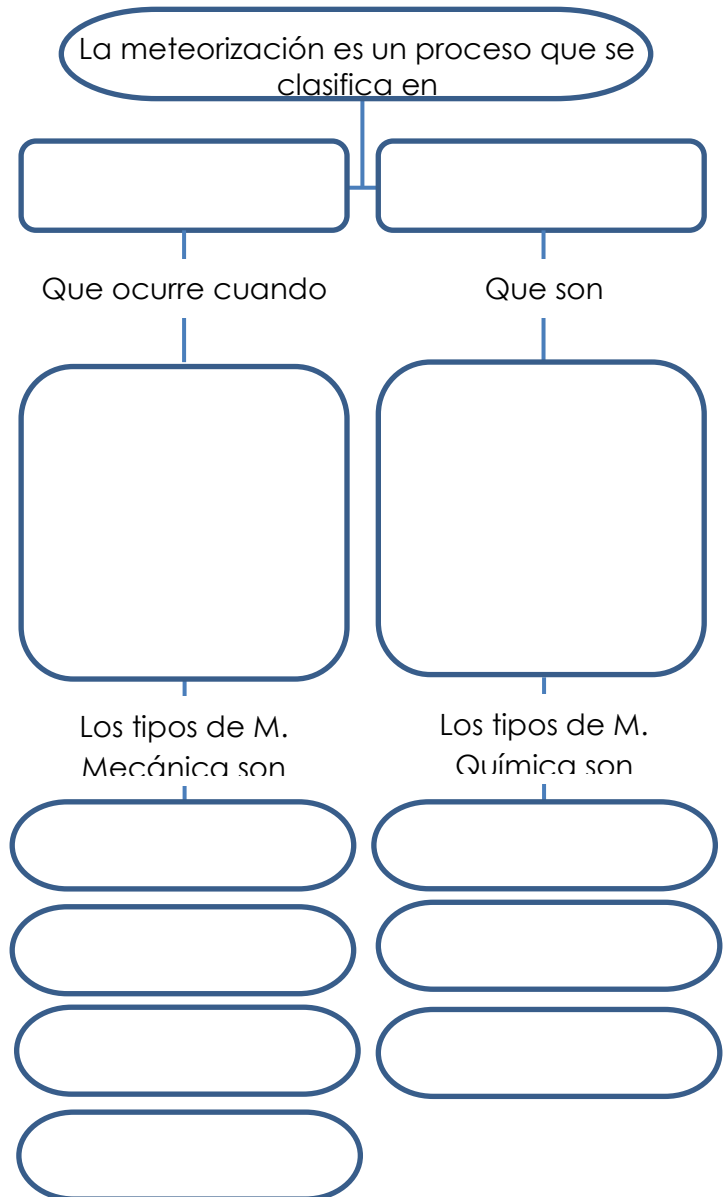 La meteorización es un proceso que se
clasifica en
Que ocurre cuando
Que son
Los tipos de M.
Mecánica son
Los tipos de M.
Química son